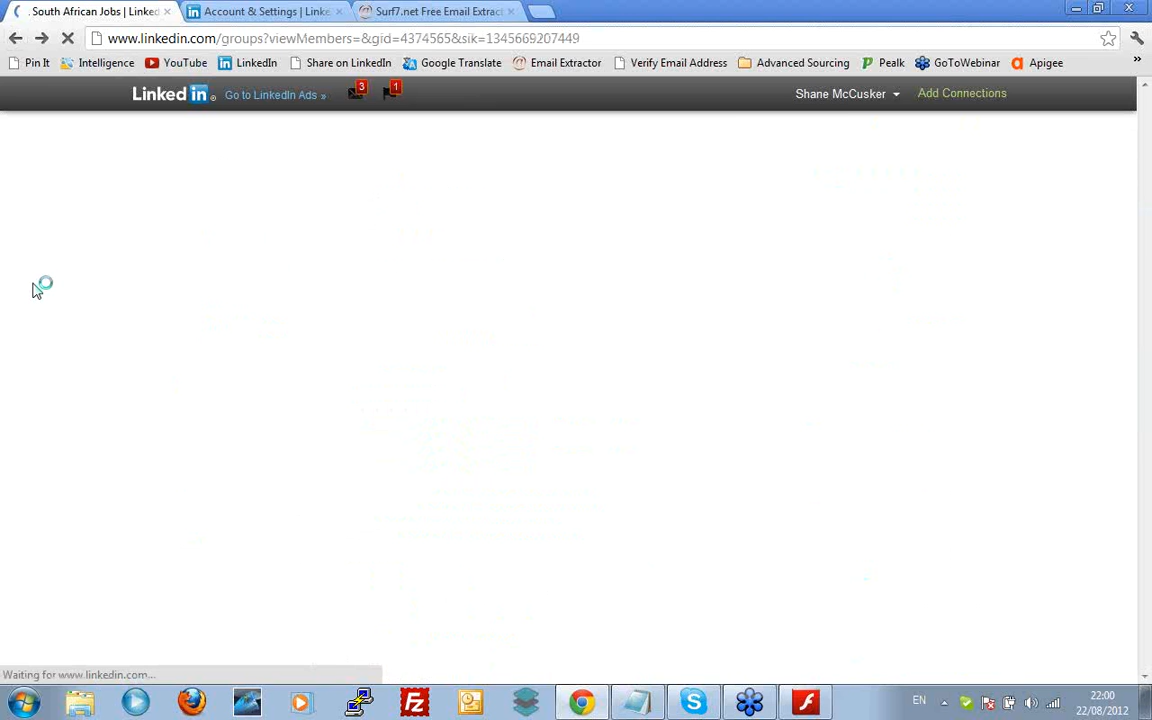 . South African Jobs | Linked
Account & Settings | Linke
Surf7.net Free Email Extract
www.linkedin.com/groups?viewMembers=&gid=4374565&sik=1345669207449
Pin It Intelligence YouTube LinkedIn Share on LinkedIn Google Translate Email Extractor Verify Email Address Advanced Sourcing Pealk GoToWebinar Apigee »
Linked in Go to LinkedIn Ads » 3 1 Shane McCusker Add Connections
Waiting for www.linkedin.com...
EN
22:00
22/08/2012